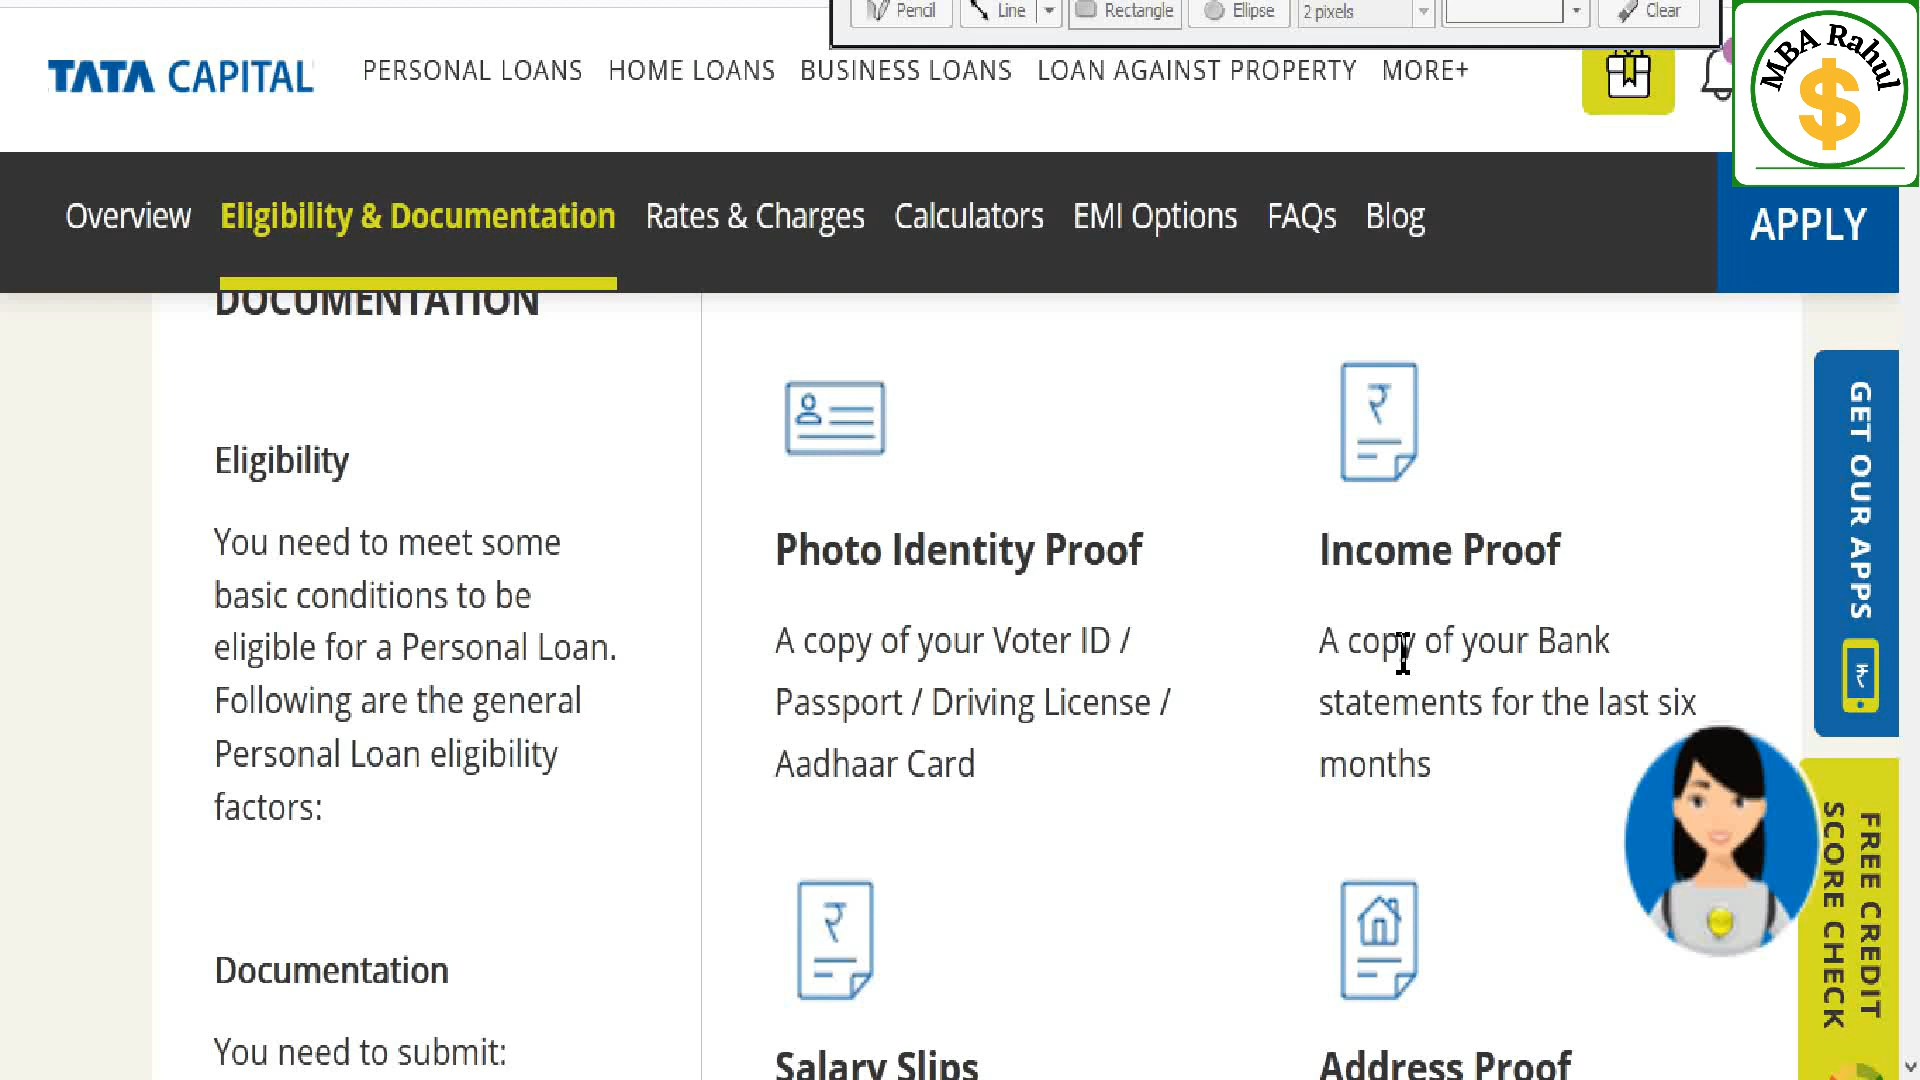 Pencil Line Rectangle Ellipse 2 pixels Clear
MBA Rahul
$
TATA CAPITAL PERSONAL LOANS HOME LOANS BUSINESS LOANS LOAN AGAINST PROPERTY MORE+
Overview Eligibility & Documentation Rates & Charges Calculators EMI Options FAQs Blog APPLY
DOCUMENTATION
Eligibility
You need to meet some
basic conditions to be
eligible for a Personal Loan.
Following are the general
Personal Loan eligibility
factors:
Documentation
You need to submit:
Photo Identity Proof
A copy of your Voter ID /
Passport / Driving License /
Aadhaar Card
₹
Income Proof
A copy of your Bank
statements for the last six
months
₹
Salary Slips
Address Proof
GET OUR APPS
FREE CREDIT
SCORE CHECK